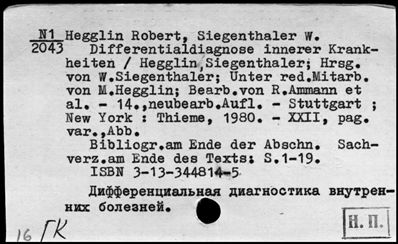 N1 Hegglin Robert, Siegenthaler W.
2043 Differentialdiagnose innerer Krank-
heiten / Hegglin,Siegenthaler; Hrsg.
von W.Siegenthaler; Unter red.Mitarb.
von M.Hegglin; Bearb.von R.Ammann et
al. - 14.,neubearb.Aufl. - Stuttgart ;
New York : Thieme, 1980. - XXII, pag.
var.,Abb.
Bibliogr.am Ende der Abschn. Sach-
verz.am Ende des Texts: S.1-19.
ISBN 3-13-344814-5
Дифференциальная диагностика внутрен-
них болезней.
16 ГК
Н. П.